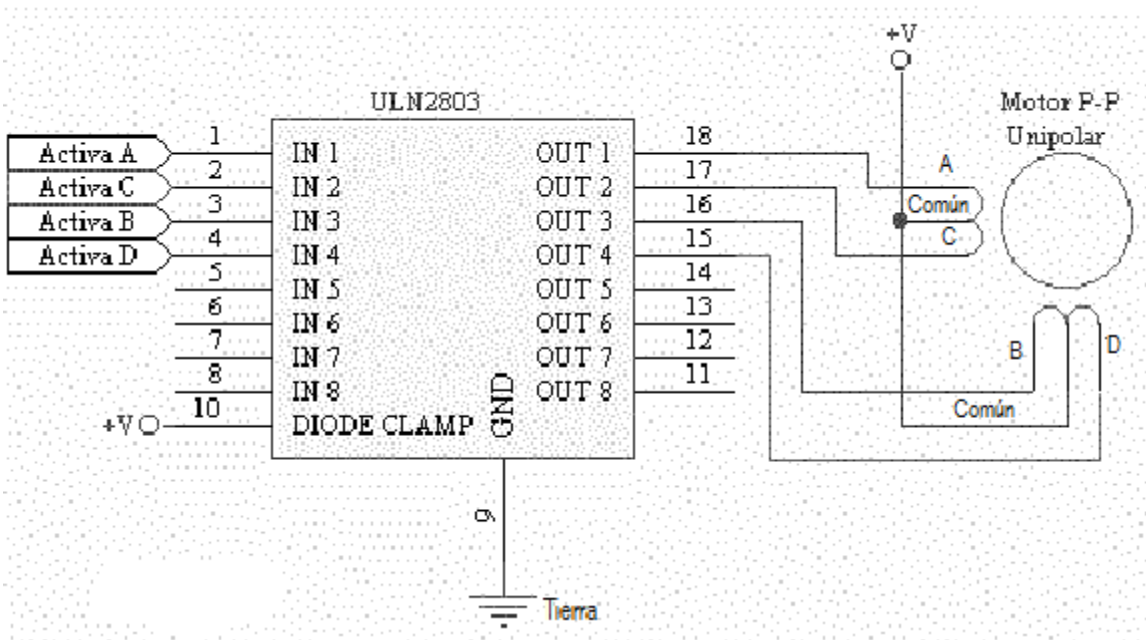 +V
ULN2803
Motor P-P
Unipolar
Activa A
1
IN 1
OUT 1
18
A
Activa C
2
IN 2
OUT 2
17
Común
Activa B
3
IN 3
OUT 3
16
C
Activa D
4
IN 4
OUT 4
15
5
IN 5
OUT 5
14
6
IN 6
OUT 6
13
7
IN 7
OUT 7
12
B
D
8
IN 8
OUT 8
11
+V
10
DIODE CLAMP
GND
Común
9
Tierra